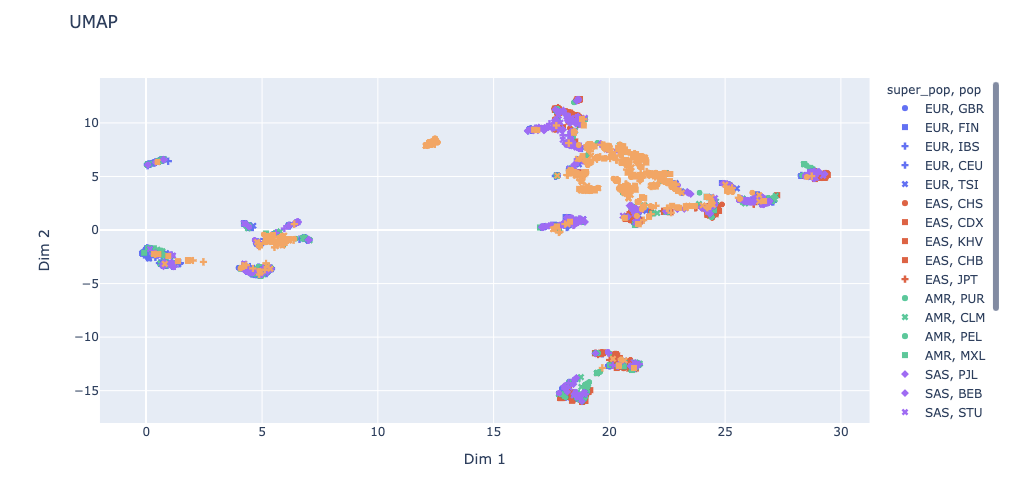 UMAP
super_pop, pop
EUR, GBR
EUR, FIN
EUR, IBS
EUR, CEU
EUR, TSI
EAS, CHS
EAS, CDX
EAS, KHV
EAS, CHB
EAS, JPT
AMR, PUR
AMR, CLM
AMR, PEL
AMR, MXL
SAS, PJL
SAS, BEB
SAS, STU
Dim 2
10
5
0
−5
−10
−15
0 5 10 15 20 25 30
Dim 1